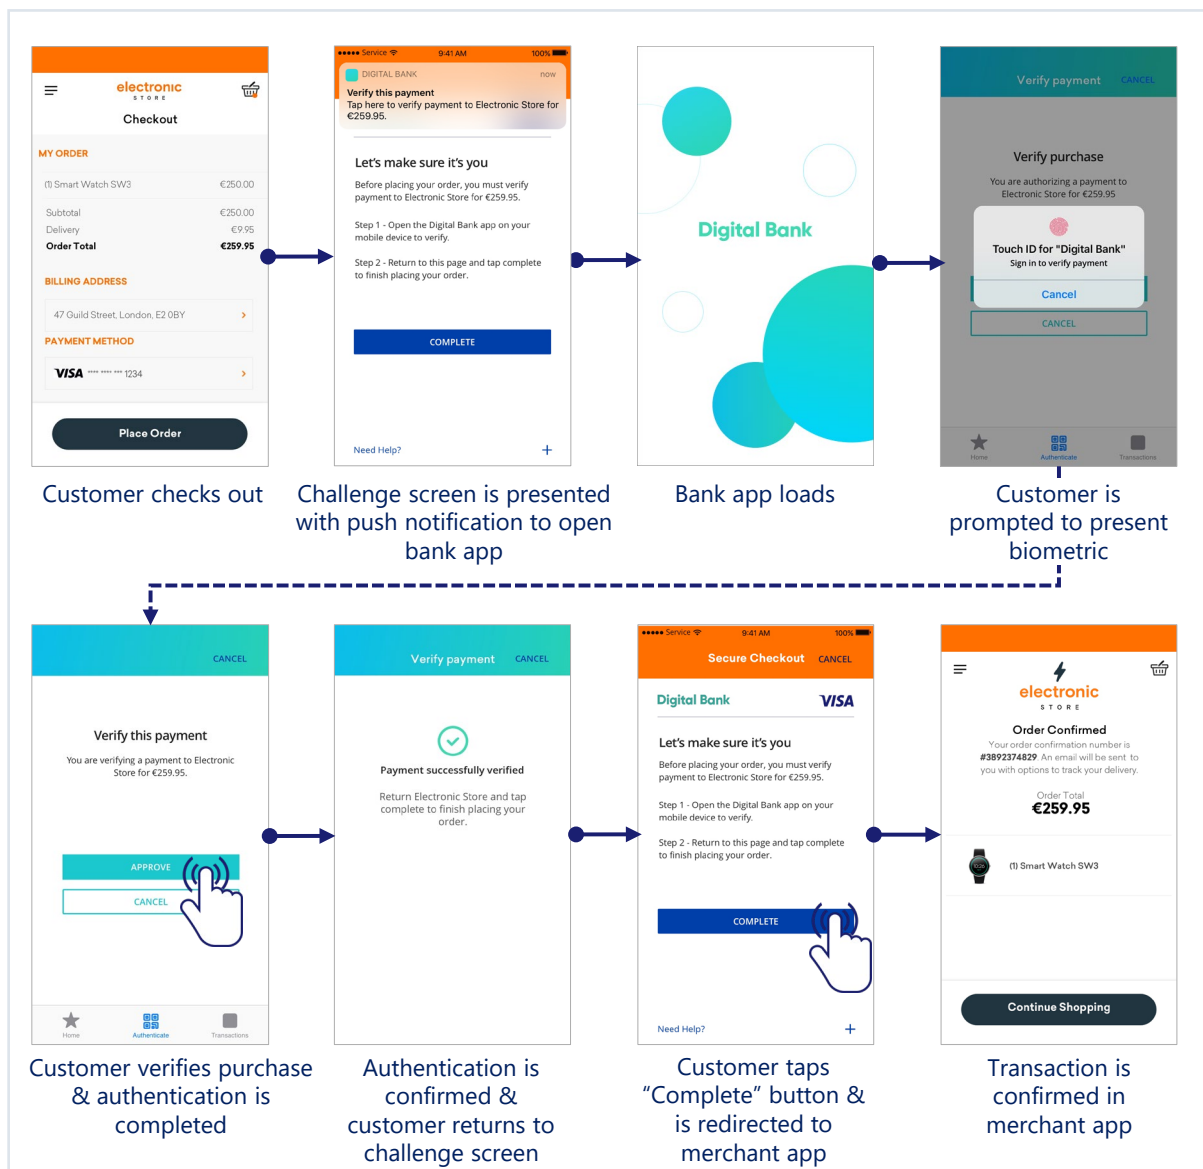 electronic
STORE
Checkout
MY ORDER
(1) Smart Watch SW3 €250.00
Subtotal €250.00
Delivery €9.95
Order Total €259.95
BILLING ADDRESS
47 Guild Street, London, E2 0BY
PAYMENT METHOD
VISA **** **** *** 1234
Place Order
Customer checks out
Service 9:41 AM 100%
DIGITAL BANK now
Verify this payment
Tap here to verify payment to Electronic Store for
€259.95.
Let's make sure it's you
Before placing your order, you must verify
payment to Electronic Store for €259.95.
Step 1 - Open the Digital Bank app on your
mobile device to verify.
Step 2 - Return to this page and tap complete
to finish placing your order.
COMPLETE
Need Help? +
Challenge screen is presented
with push notification to open
bank app
Digital Bank
Bank app loads
Verify payment CANCEL
Verify purchase
You are authorizing a payment to
Electronic Store for €259.95
Touch ID for "Digital Bank"
Sign in to verify payment
Cancel
CANCEL
Home Authenticate Transactions
Customer is
prompted to present
biometric
CANCEL
Verify this payment
You are verifying a payment to Electronic
Store for €259.95.
APPROVE
CANCEL
Home Authenticate Transactions
Customer verifies purchase
& authentication is
completed
Verify payment CANCEL
Payment successfully verified
Return Electronic Store and tap
complete to finish placing your
order.
Authentication is
confirmed &
customer returns to
challenge screen
Service 9:41 AM 100%
Secure Checkout CANCEL
Digital Bank VISA
Let's make sure it's you
Before placing your order, you must verify
payment to Electronic Store for €259.95.
Step 1 - Open the Digital Bank app on your
mobile device to verify.
Step 2 - Return to this page and tap complete
to finish placing your order.
COMPLETE
Need Help? +
Customer taps
“Complete” button &
is redirected to
merchant app
electronic
STORE
Order Confirmed
Your order confirmation number is
#3892374829. An email will be sent to
you with options to track your delivery.
Order Total
€259.95
10:26
(1) Smart Watch SW3
Continue Shopping
Transaction is
confirmed in
merchant app